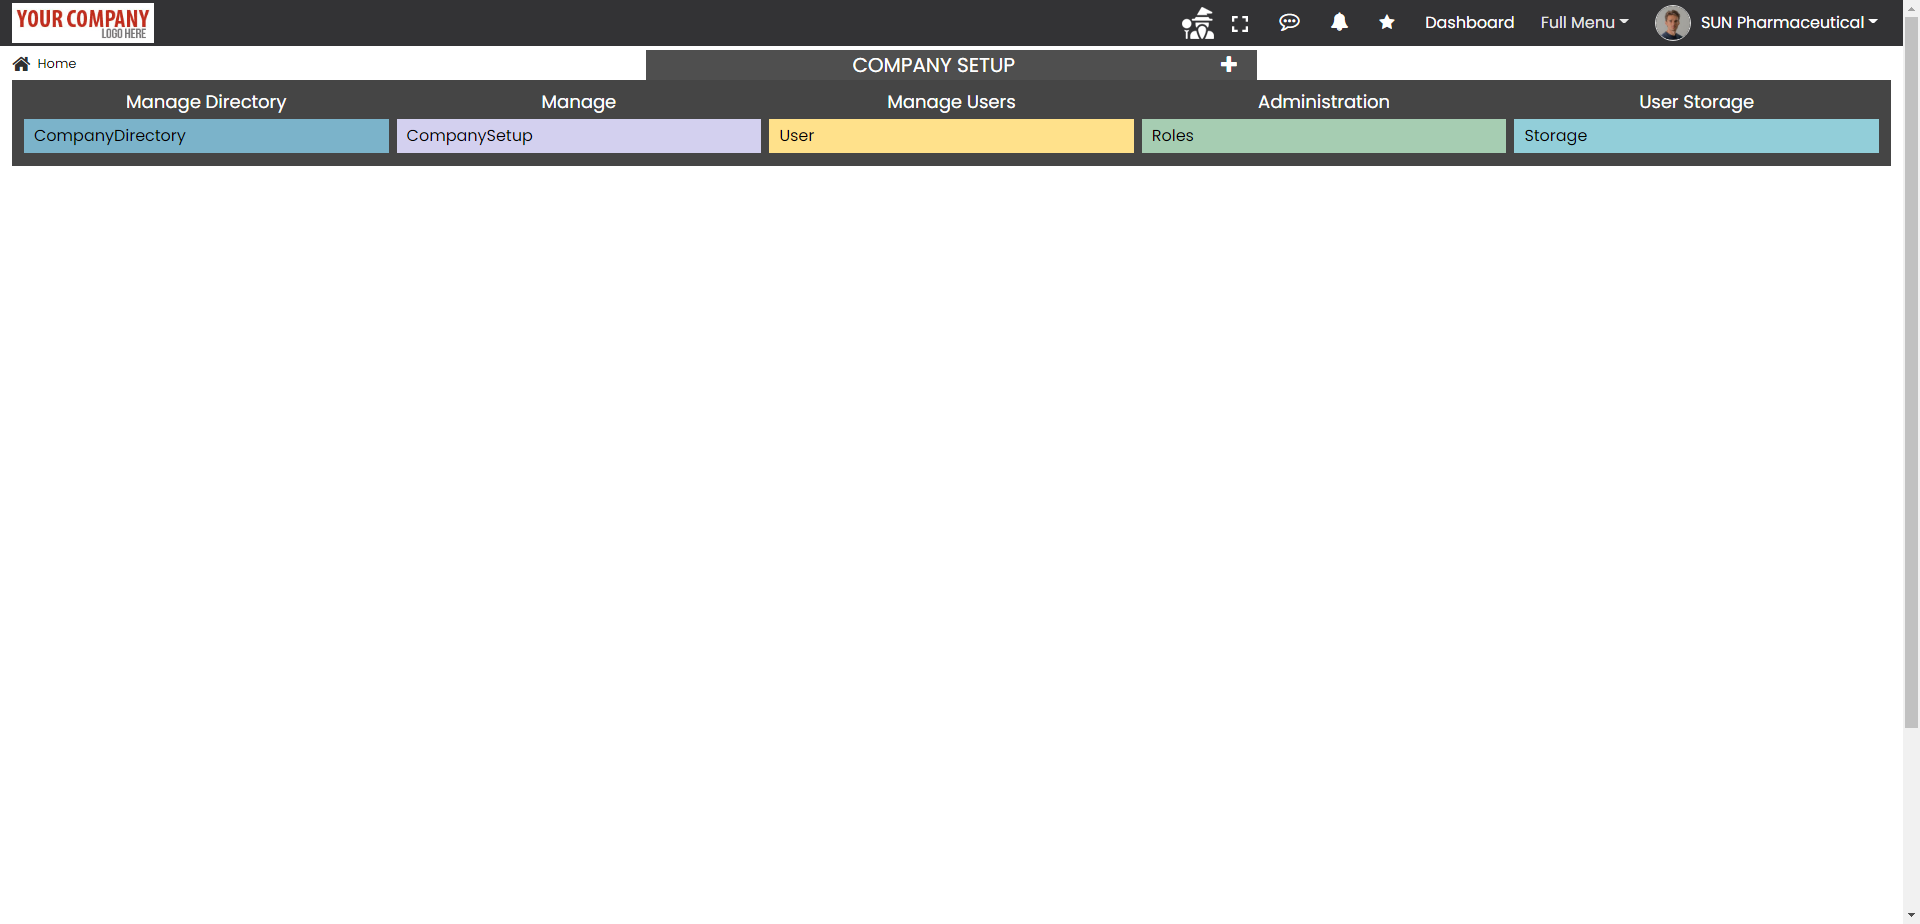 YOUR COMPANY
LOGO HERE
Dashboard
Full Menu
SUN Pharmaceutical
Home
COMPANY SETUP
Manage Directory
Manage
Manage Users
Administration
User Storage
CompanyDirectory
CompanySetup
User
Roles
Storage